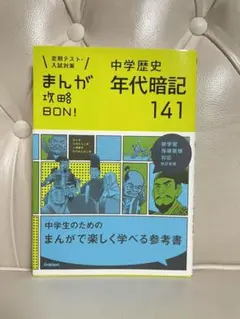 定期テスト・
入試対策
まんが
攻略
BON!
中学歴史
年代暗記
141
新学習
指導要領
対応
中学生のための
まんがで楽しく学べる参考書
Gakken